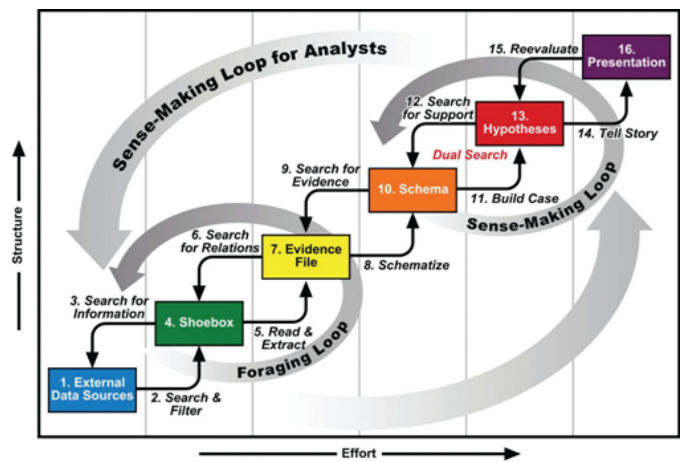 Sense-Making Loop for Analysts
15. Reevaluate
16.
Presentation
12. Search
for Support
13.
Hypotheses
14. Tell Story
Dual Search
9. Search for
Evidence
10. Schema
11. Build Case
Sense-Making Loop
6. Search
for Relations
7. Evidence
File
8. Schematize
3. Search for
Information
4. Shoebox
5. Read &
Extract
Foraging Loop
1. External
Data Sources
2. Search &
Filter
Structure
Effort